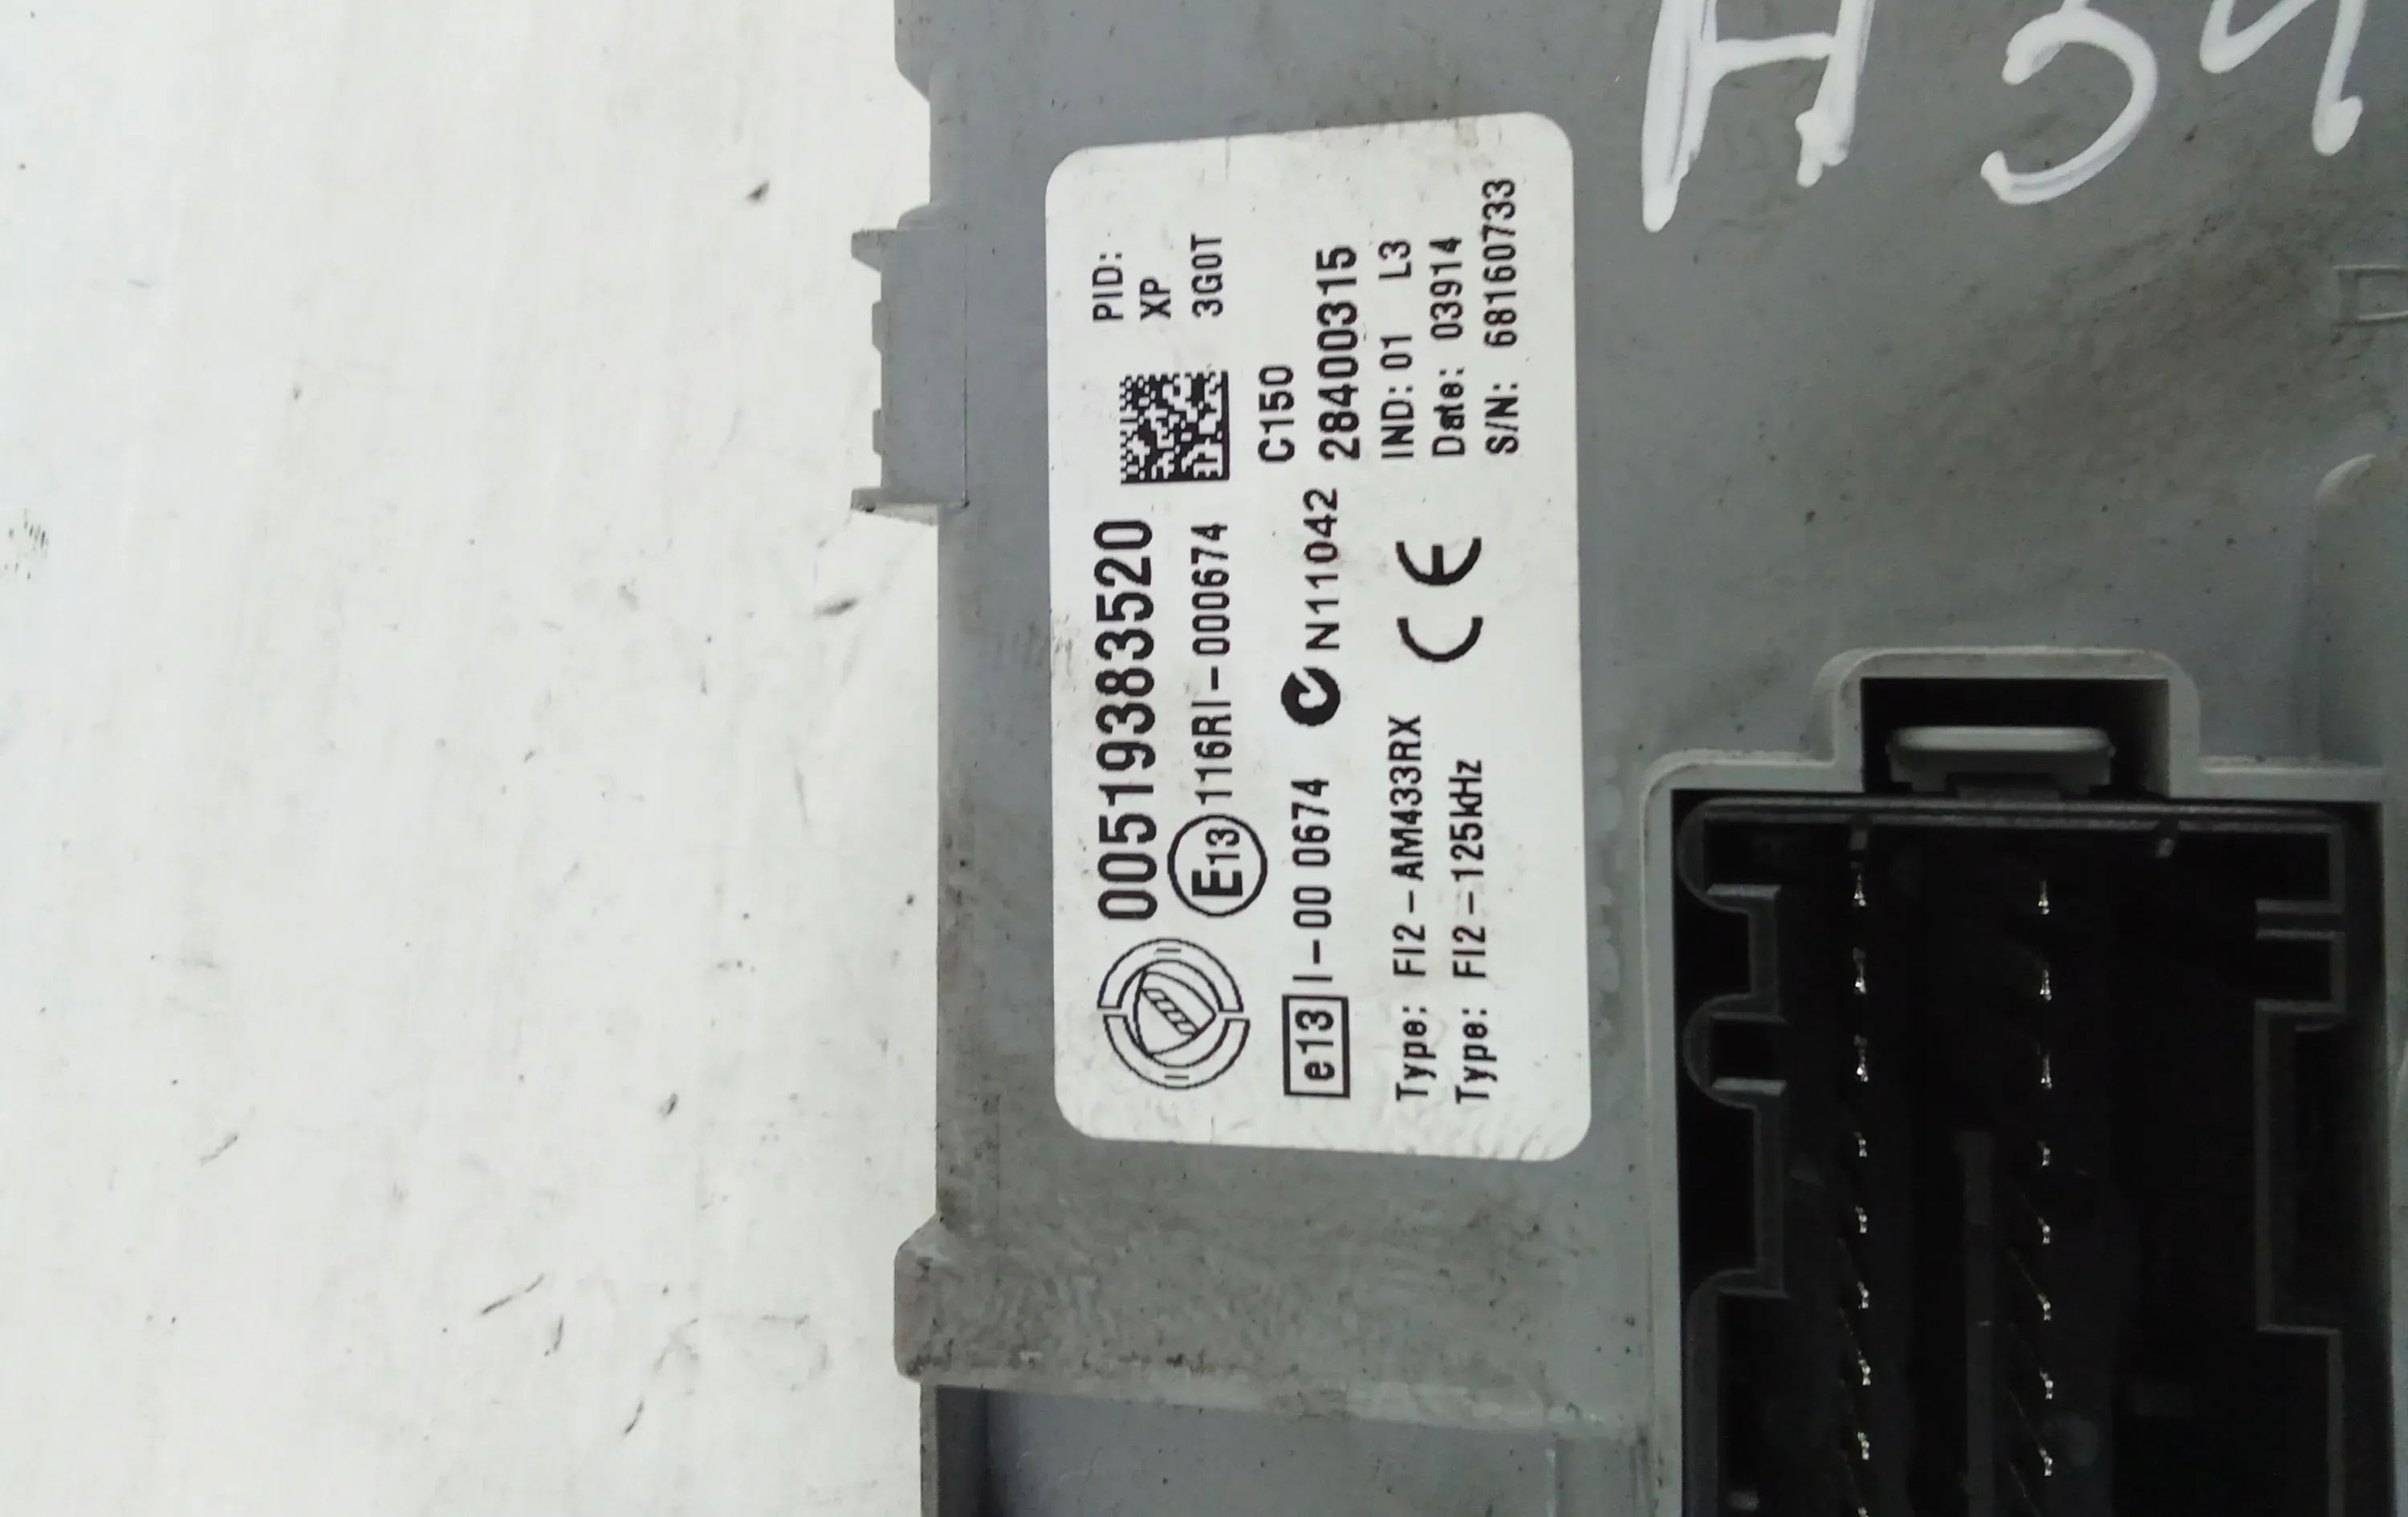 00519383520
PID:
XP
3G0T
E13 116RI-000674
C150
e13 I-00 0674 N11042 28400315
IND: 01 L3
Type: FI2-AM433RX CE Date: 03914
Type: FI2-125kHz S/N: 68160733